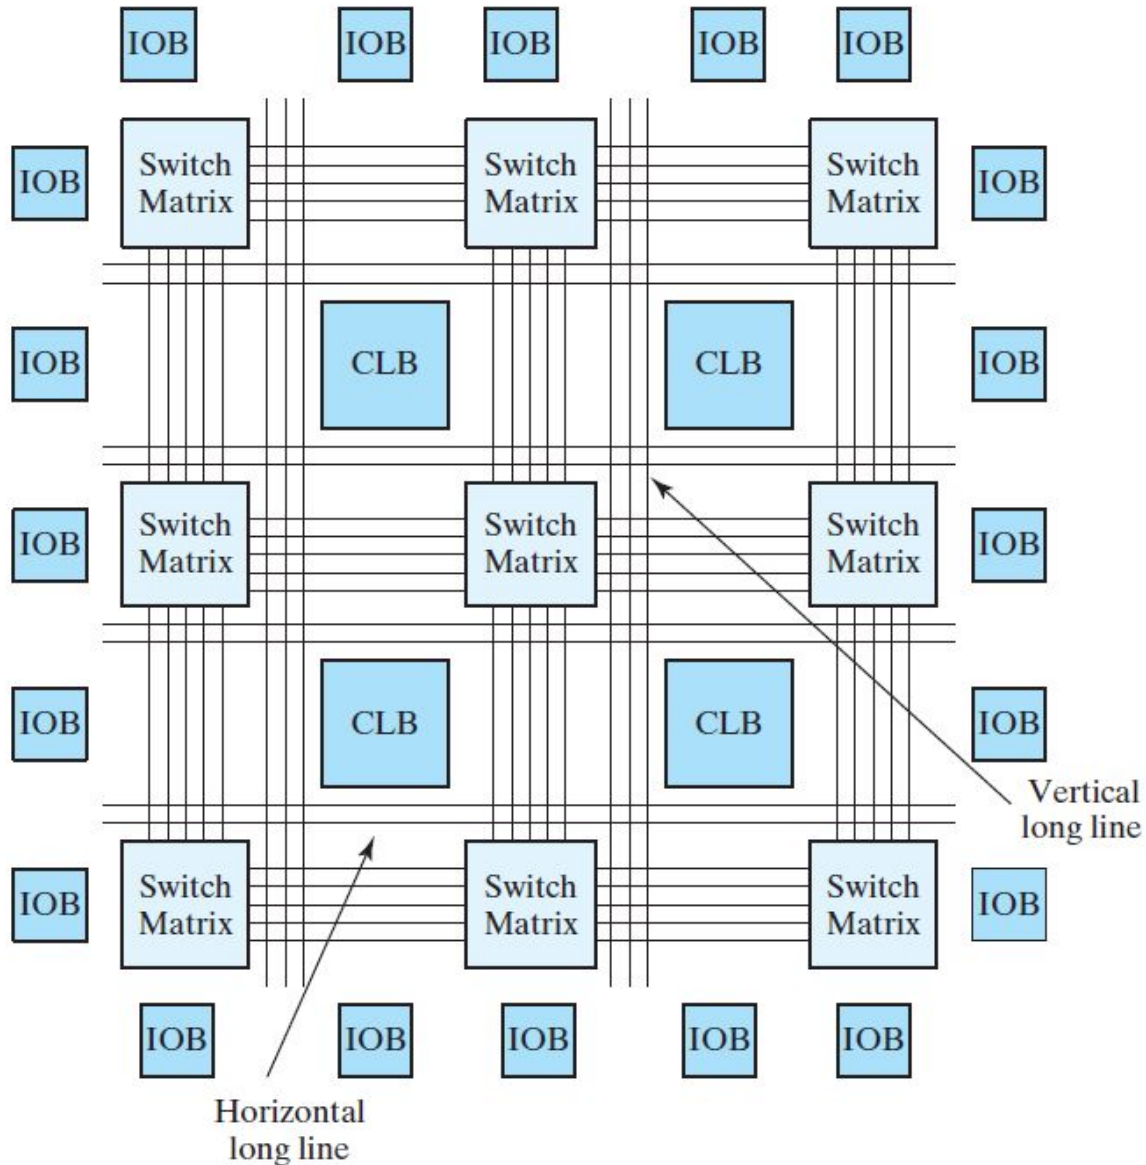 IOB IOB IOB IOB IOB
IOB Switch Matrix Switch Matrix Switch Matrix IOB
IOB CLB CLB IOB
IOB Switch Matrix Switch Matrix Switch Matrix IOB
IOB CLB CLB IOB
Vertical
long line
IOB Switch Matrix Switch Matrix Switch Matrix IOB
IOB IOB IOB IOB IOB
Horizontal
long line